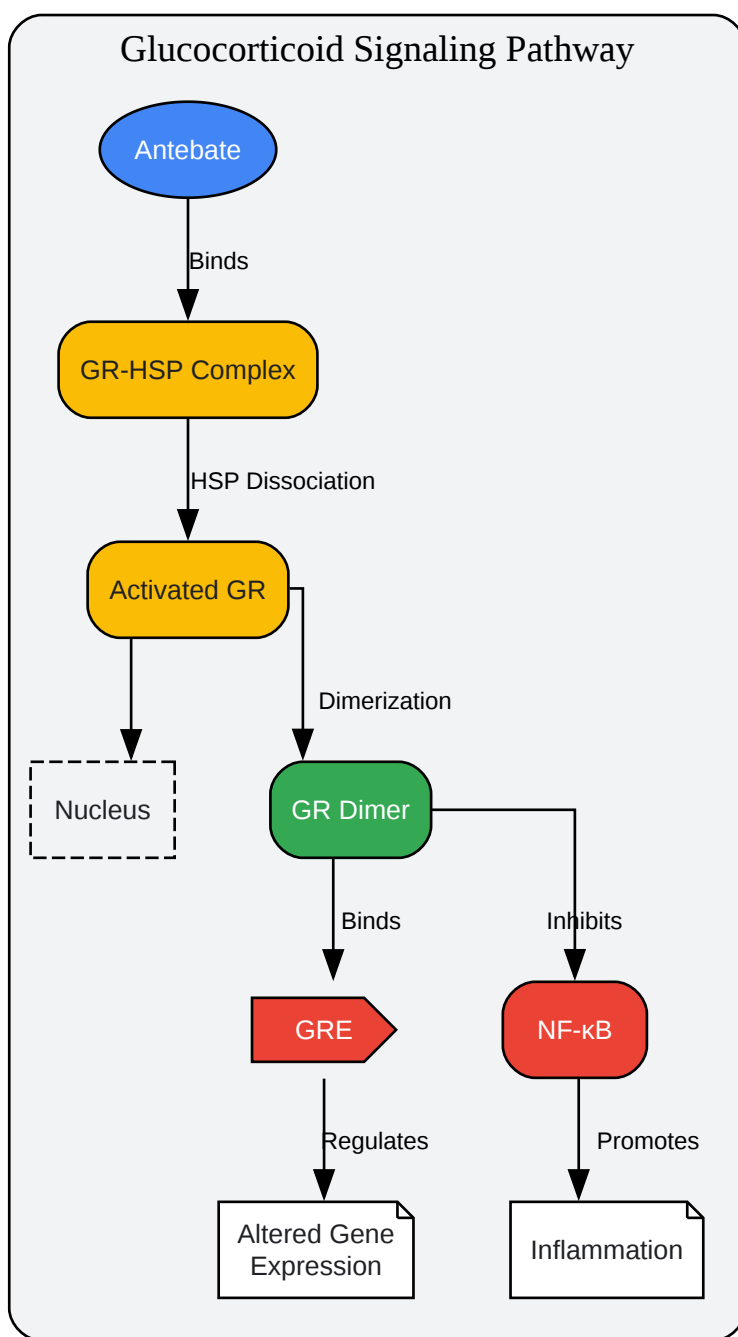 Glucocorticoid Signaling Pathway
Antebate
Binds
GR-HSP Complex
HSP Dissociation
Activated GR
Dimerization
Nucleus
GR Dimer
Binds
Inhibits
GRE
NF-κB
Regulates
Promotes
Altered Gene
Expression
Inflammation